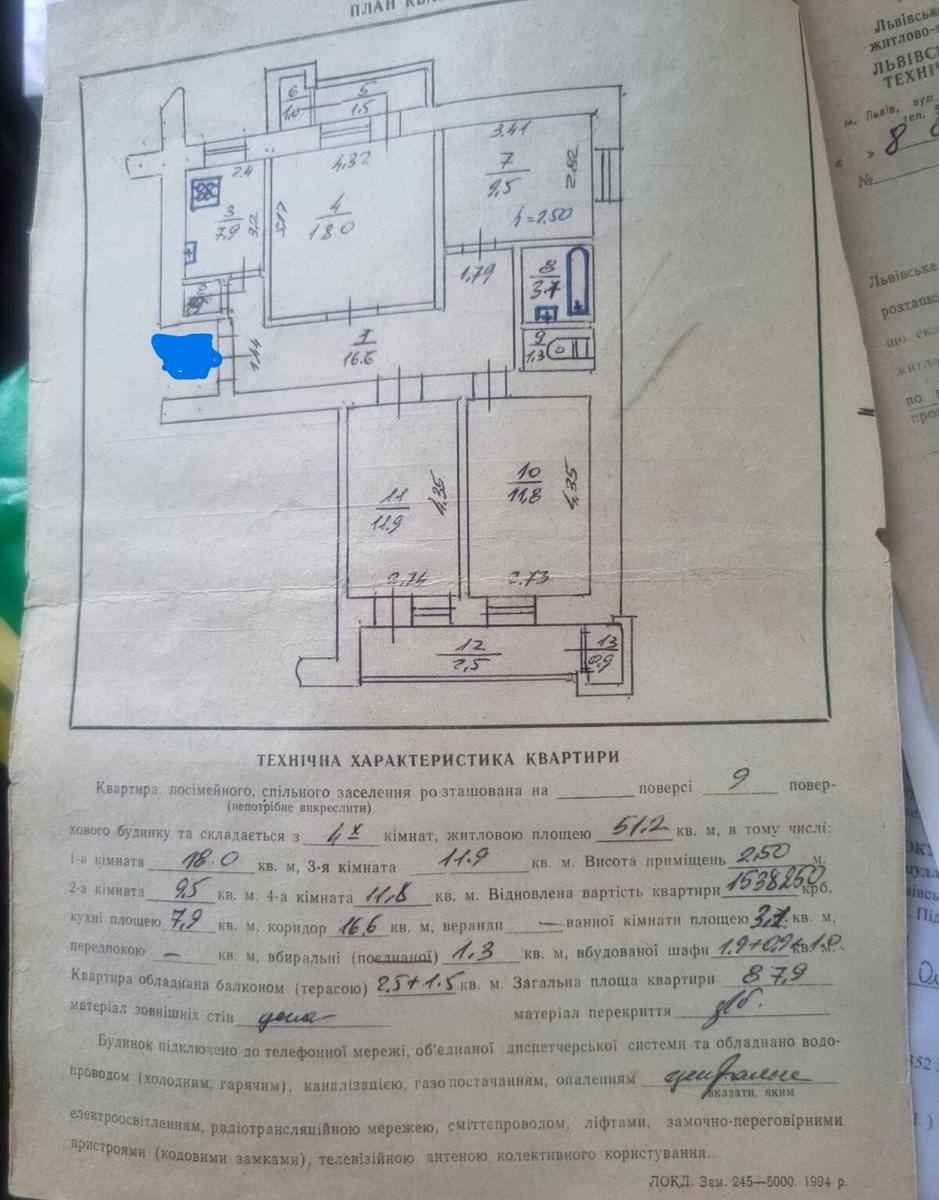 ПЛАН
6
1,0
5
1.5
2.4
3
7,9
3,2
4,32
4
18.0
3.41
7
9,5
2.82
h=2.50
1,79
8
3.7
9
1,3
1
16.6
1,44
11
11.9
4,35
2,74
10
11,8
4,35
2,73
12
2,5
13
0,9
ТЕХНІЧНА ХАРАКТЕРИСТИКА КВАРТИРИ
Квартира посімейного, спільного заселення розташована на поверсі 9 повер-
(непотрібне викреслити)
хового будинку та складається з 4х кімнат, житловою площею 51.2 кв. м, в тому числі:
1-а кімната 18.0 кв. м, 3-я кімната 11.9 кв. м. Висота приміщень 2.50 м.
2-а кімната 9.5 кв. м. 4-а кімната 11,8 кв. м. Відновлена вартість квартири 1538250 крб.
кухні площею 7,9 кв. м, коридор 16,6 кв. м, веранди — ванної кімнати площею 3,7 кв. м,
передпокою — кв. м, вбиральні (поєднаної) 1.3 кв. м, вбудованої шафи 1.9+0.9+1.0 кв. м.
Квартира обладнана балконом (терасою) 2.5+1.5 кв. м. Загальна площа квартири 87,9
матеріал зовнішніх стін цегла матеріал перекриття з/б.
Будинок підключено до телефонної мережі, об'єднаної диспетчерської системи та обладнано водо-
проводом (холодним, гарячим), каналізацією, газопостачанням, опаленням центральне
вказати, яким
електроосвітленням, радіотрансляційною мережею, сміттєпроводом, ліфтами, замочно-переговірними
пристроями (кодовими замками), телевізійною антеною колективного користування.
ЛОКД. Зам. 245—5000. 1994 р.
Львівськ
житлово-
ЛЬВІВС
ТЕХНІЧ
м. Львів, вул.
тел.
« 8 »
№
Львівське
розташо
що скл
житло
по